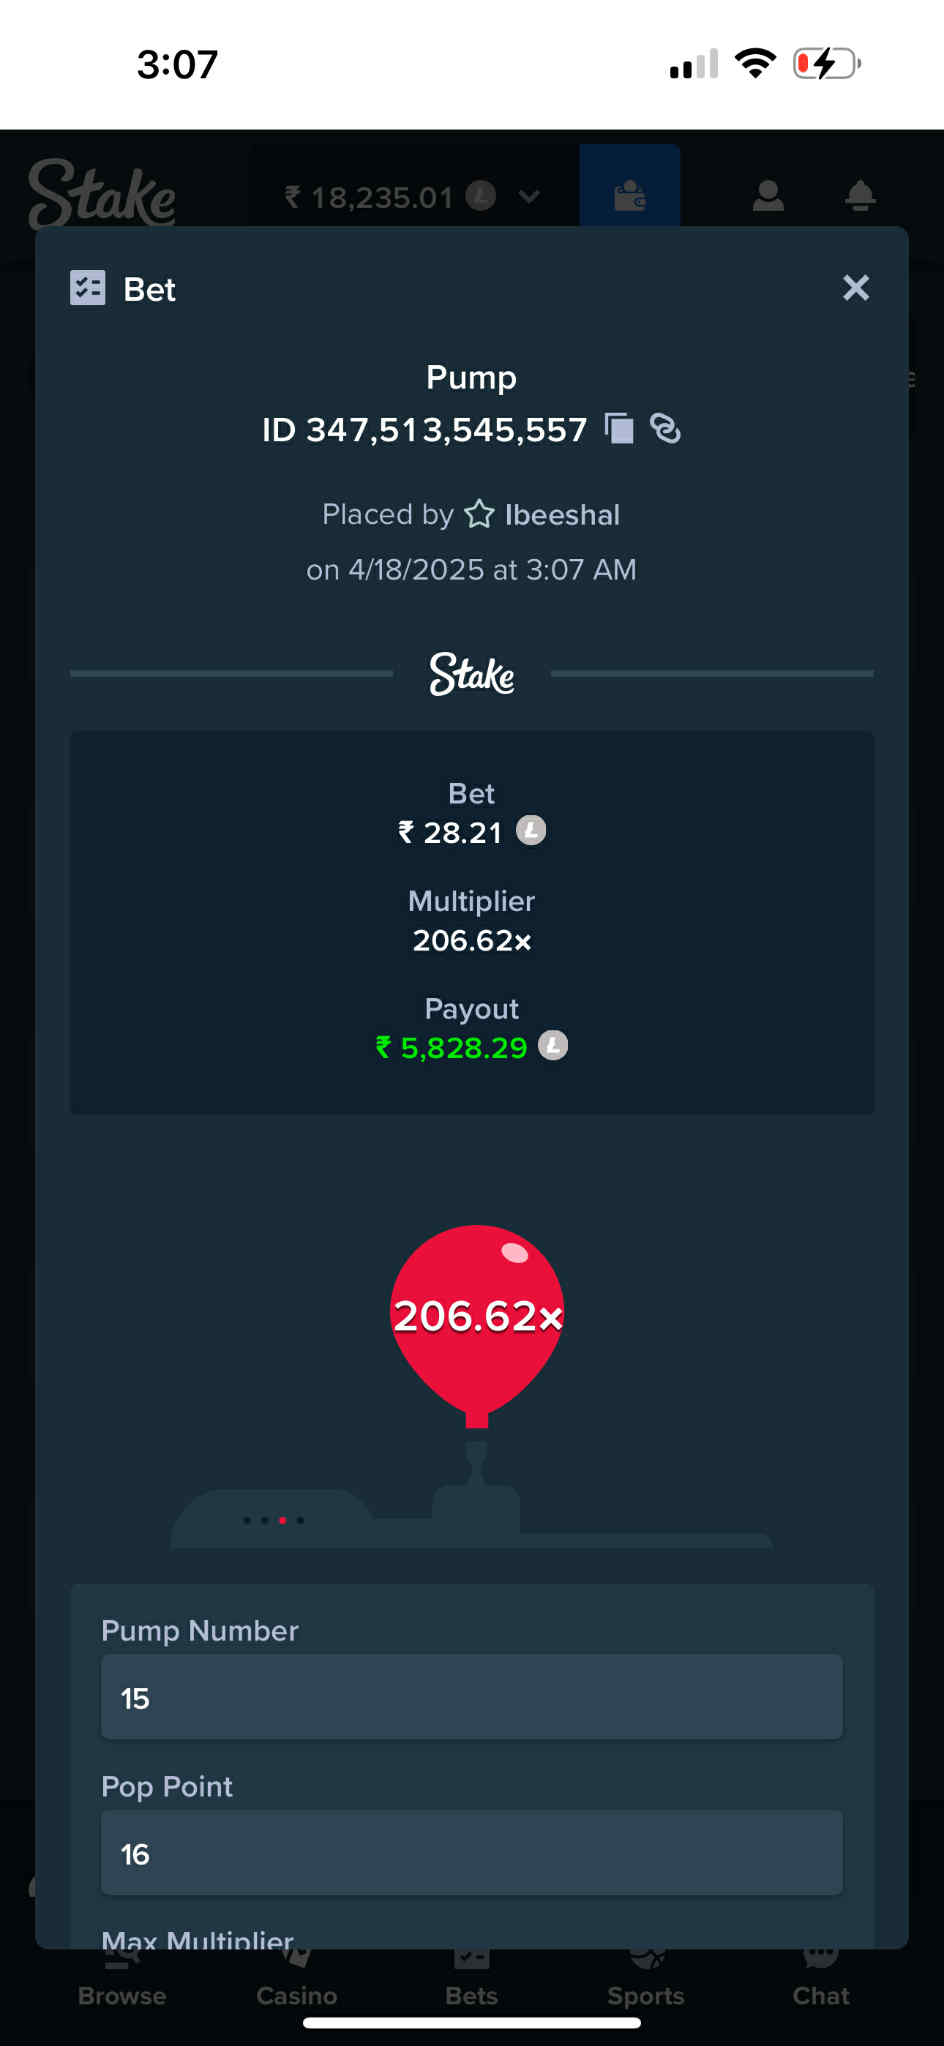 3:07
Stake
₹ 18,235.01
Bet
Pump
ID 347,513,545,557
Placed by Ibeeshal
on 4/18/2025 at 3:07 AM
Stake
Bet
₹ 28.21
Multiplier
206.62×
Payout
₹ 5,828.29
206.62×
Pump Number
15
Pop Point
16
Max Multiplier
Browse
Casino
Bets
Sports
Chat